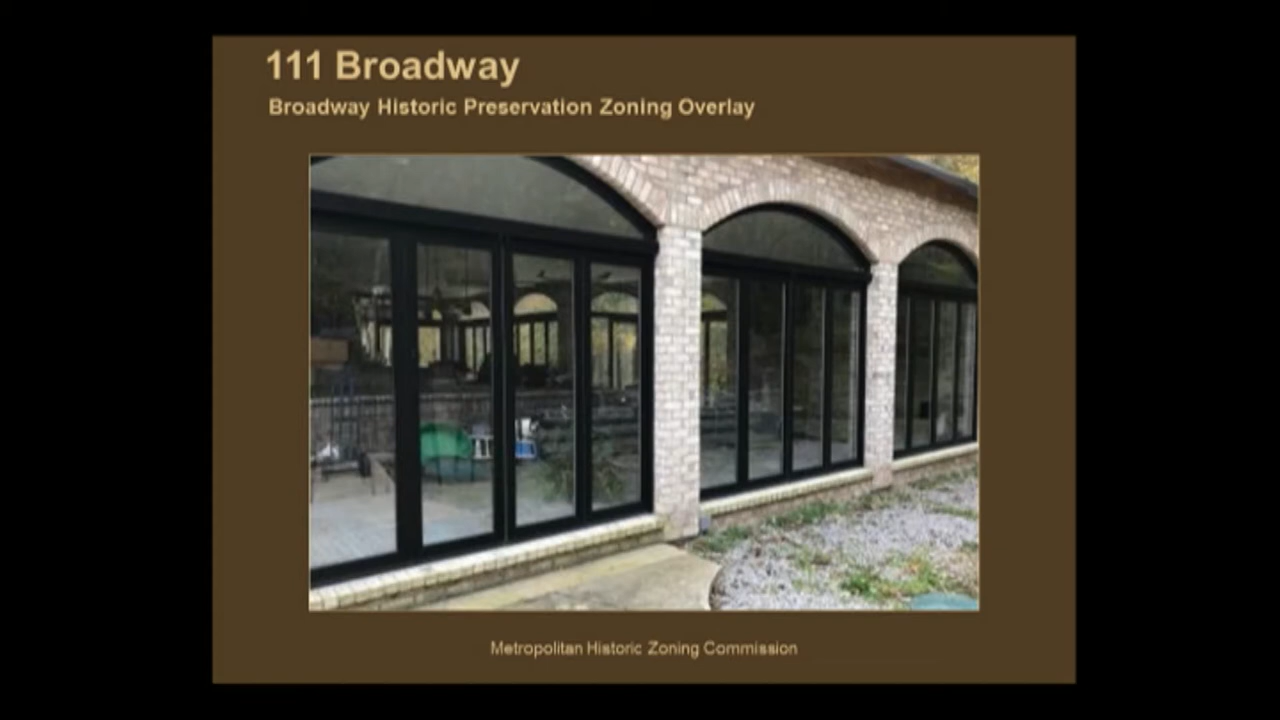 111 Broadway
Broadway Historic Preservation Zoning Overlay
Metropolitan Historic Zoning Commission